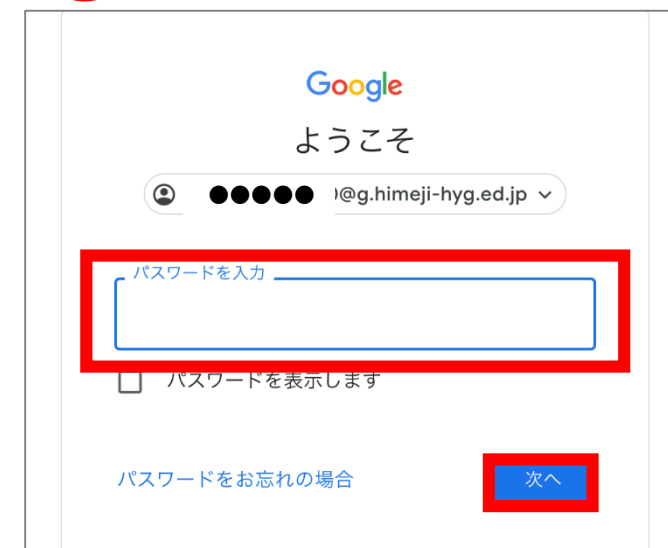 Google
ようこそ
●●●●● @g.himeji-hyg.ed.jp
パスワードを入力
パスワードを表示します
パスワードをお忘れの場合
次へ